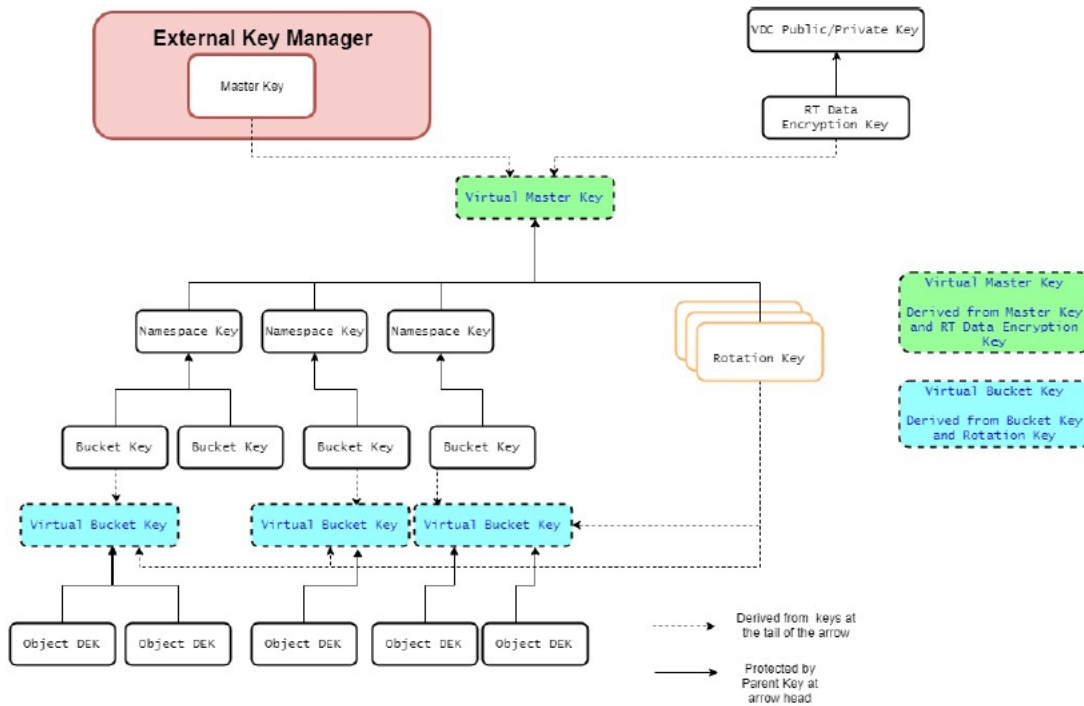 External Key Manager
Master Key
VDC Public/Private Key
RT Data
Encryption Key
Virtual Master Key
Namespace Key
Namespace Key
Namespace Key
Rotation Key
Virtual Master Key
Derived from Master Key
and RT Data Encryption
Key
Virtual Bucket Key
Derived from Bucket Key
and Rotation Key
Bucket Key
Bucket Key
Bucket Key
Bucket Key
Virtual Bucket Key
Virtual Bucket Key
Virtual Bucket Key
Object DEK
Object DEK
Object DEK
Object DEK
Object DEK
Derived from keys at
the tail of the arrow
Protected by
Parent Key at
arrow head